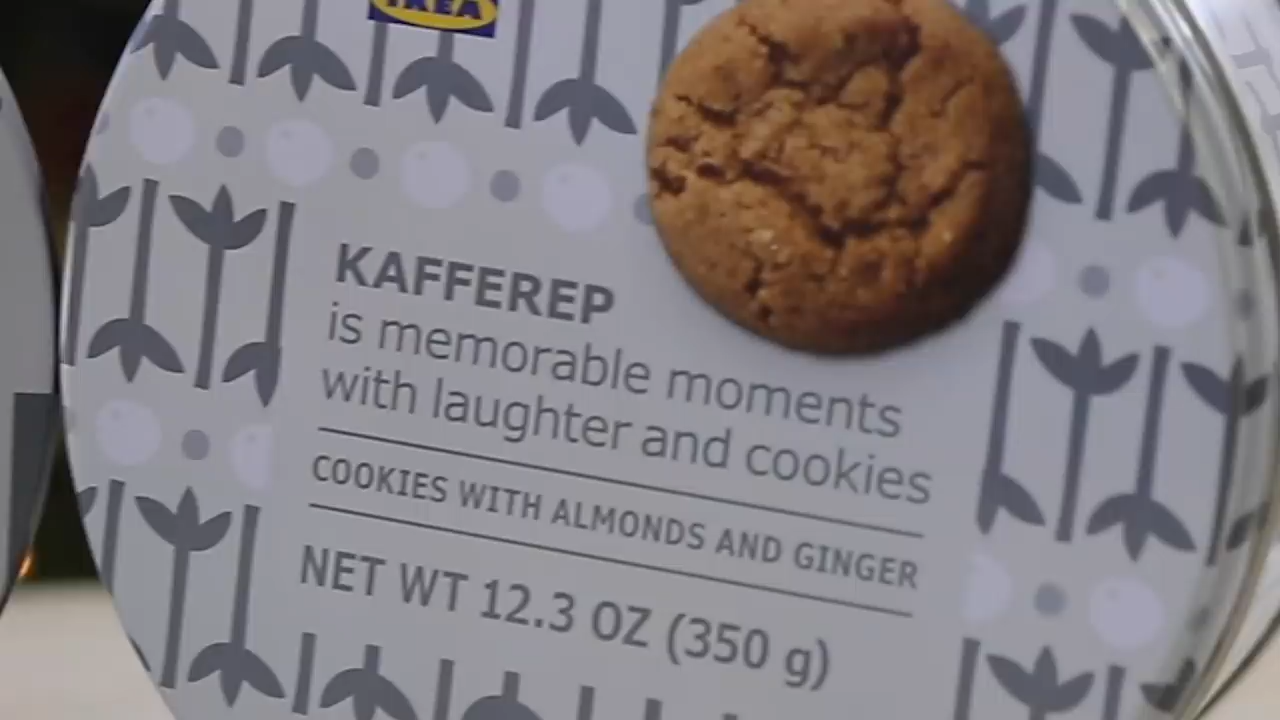 IKEA
KAFFEREP
is memorable moments
with laughter and cookies
COOKIES WITH ALMONDS AND GINGER
NET WT 12.3 OZ (350 g)